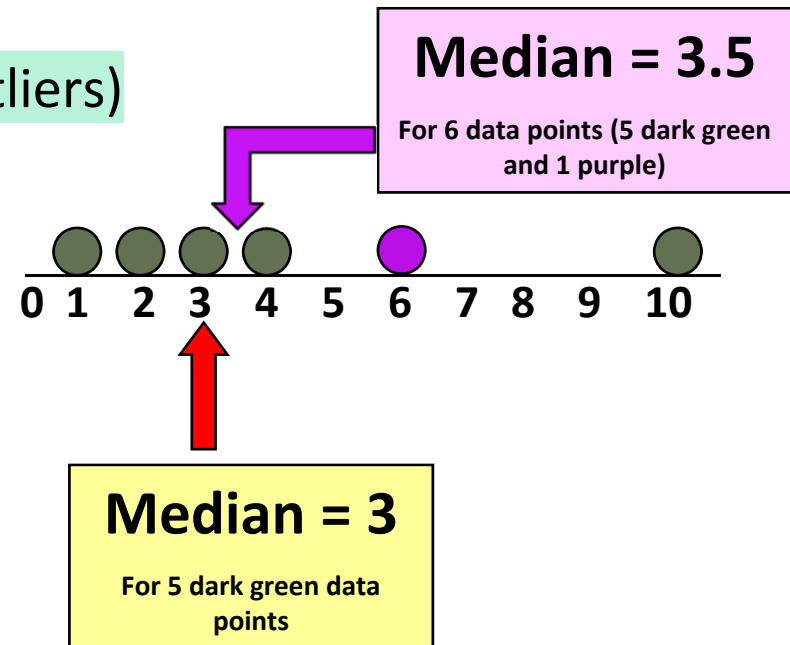 tliers)
Median = 3.5
For 6 data points (5 dark green
and 1 purple)
0 1 2 3 4 5 6 7 8 9 10
Median = 3
For 5 dark green data
points